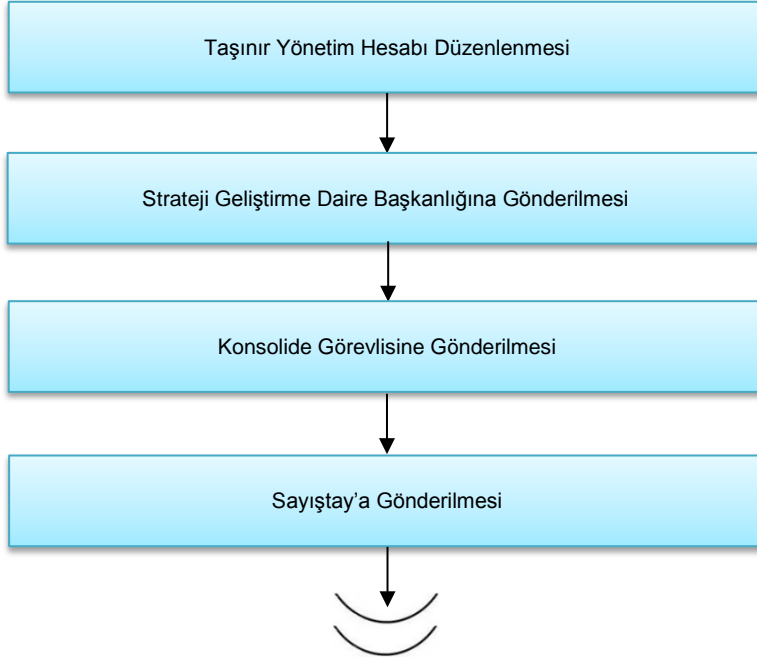 Taşınır Yönetim Hesabı Düzenlenmesi
Strateji Geliştirme Daire Başkanlığına Gönderilmesi
Konsolide Görevlisine Gönderilmesi
Sayıştay’a Gönderilmesi